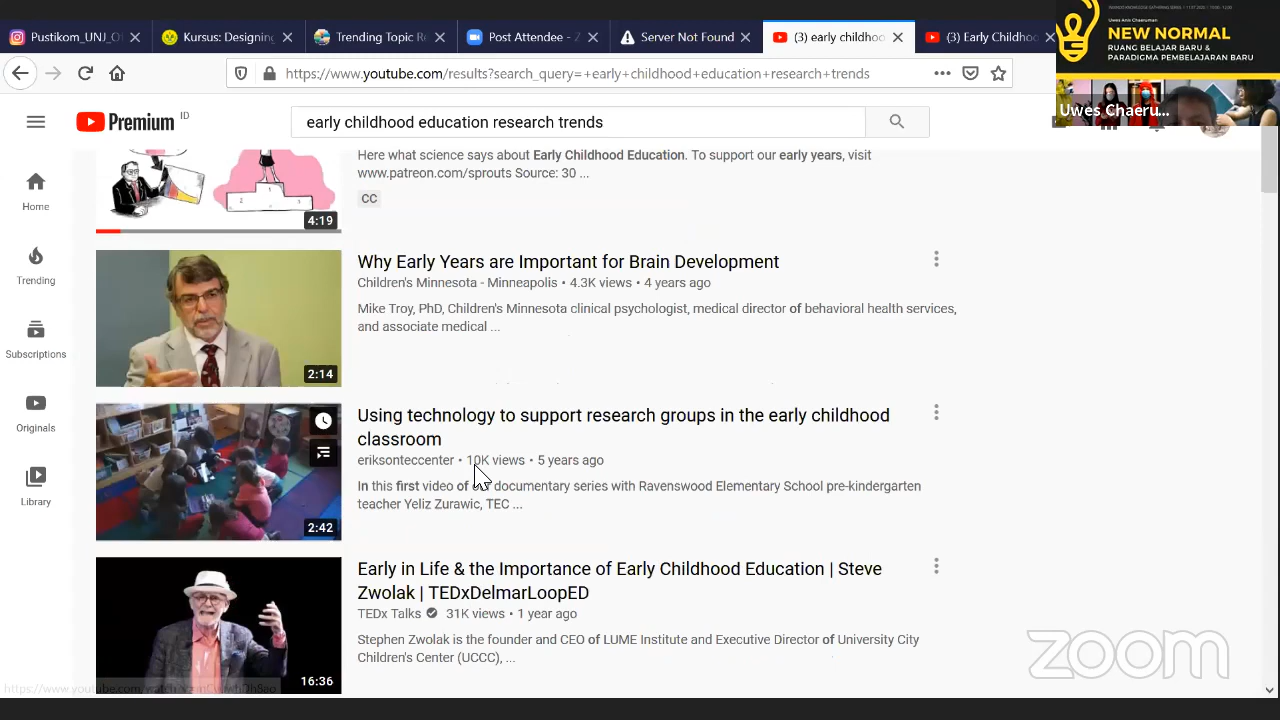 Pustikom_UNJ_O
Kursus: Designing
Trending Topic Re
Post Attendee - Z
Server Not Found
(3) early childhoo
(3) Early Childhoo
https://www.youtube.com/results?search_query=+early+childhood+education+research+trends
Uwes Anis Chaeruman
NEW NORMAL
RUANG BELAJAR BARU &
PARADIGMA PEMBELAJARAN BARU
Uwes Chaeru...
Premium
ID
early childhood education research trends
Home
Trending
Subscriptions
Originals
Library
Here what science says about Early Childhood Education. To support our early years, visit
www.patreon.com/sprouts Source: 30 ...
CC
2
1
3
4:19
Why Early Years are Important for Brain Development
Children's Minnesota - Minneapolis • 4.3K views • 4 years ago
Mike Troy, PhD, Children's Minnesota clinical psychologist, medical director of behavioral health services,
and associate medical ...
2:14
Using technology to support research groups in the early childhood
classroom
eriksonteccenter • 10K views • 5 years ago
In this first video of documentary series with Ravenswood Elementary School pre-kindergarten
teacher Yeliz Zurawic, TEC ...
2:42
Early in Life & the Importance of Early Childhood Education | Steve
Zwolak | TEDxDelmarLoopED
TEDx Talks 31K views • 1 year ago
Stephen Zwolak is the founder and CEO of LUME Institute and Executive Director of University City
Children's Center (UCCC), ...
16:36
zoom